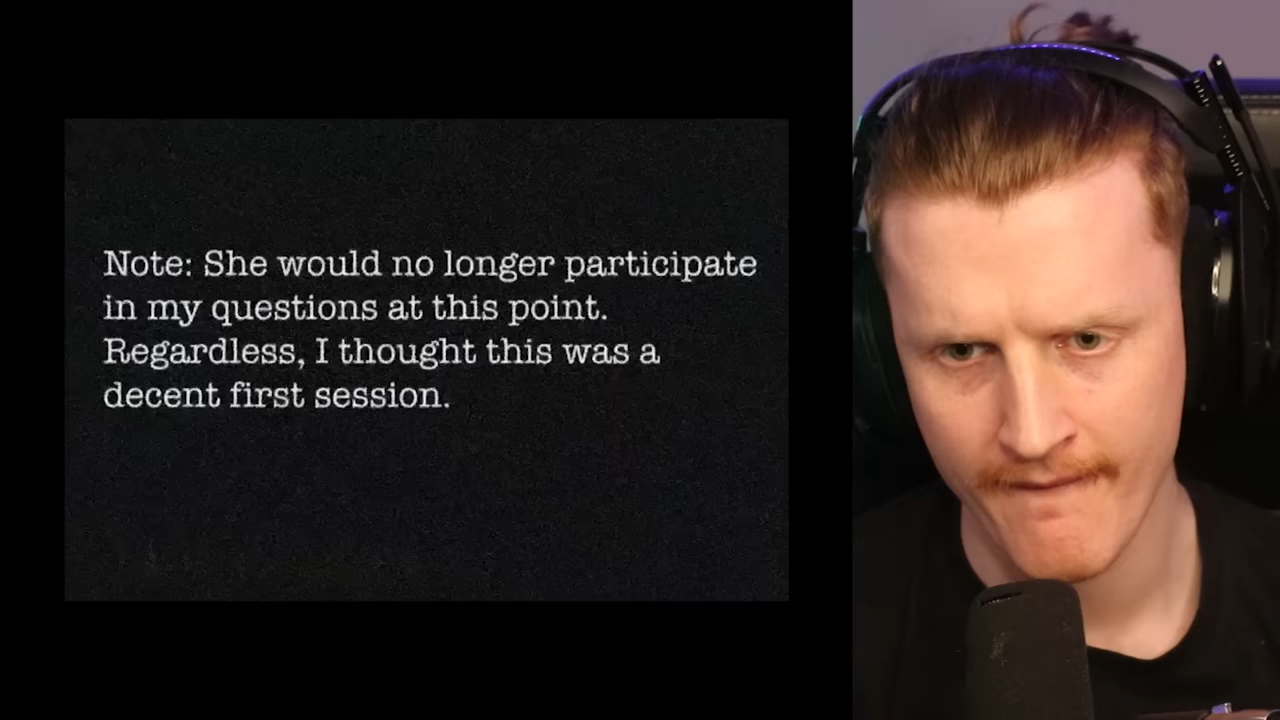 Note: She would no longer participate
in my questions at this point.
Regardless, I thought this was a
decent first session.